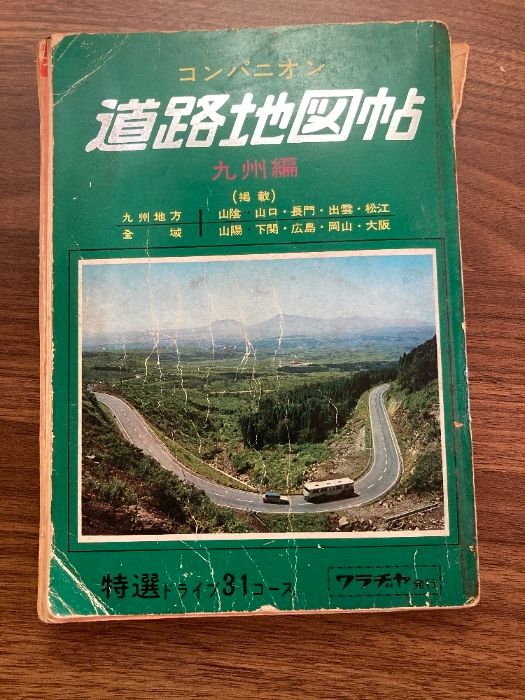 コンパニオン
道路地図帖
九州編
(掲載)
九州地方 山陰・山口・長門・出雲・松江
全域 山陽・下関・広島・岡山・大阪
特選ドライブ31コース
ワラヂヤ発行